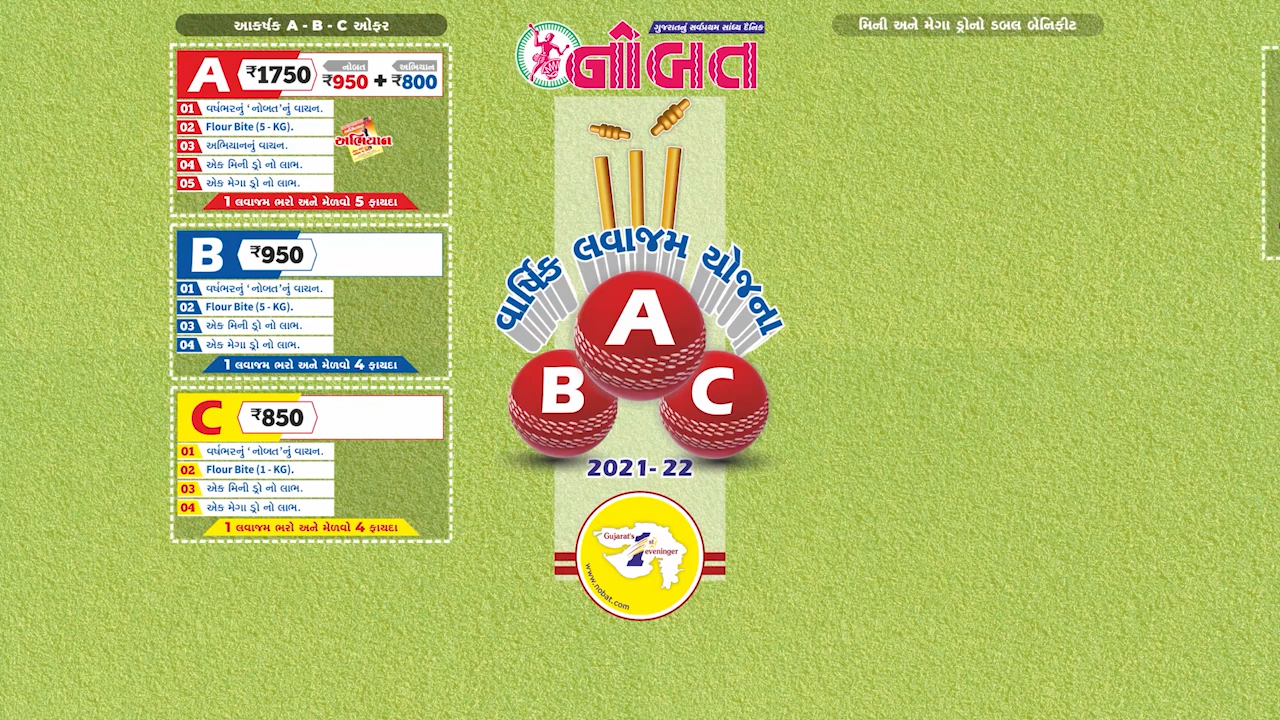 આકર્ષક A - B - C ઓફર
A ₹1750 નોબત ₹950 + અભિયાન ₹800
01 વર્ષભરનું 'નોબત'નું વાચન.
02 Flour Bite (5 - KG).
03 અભિયાનનું વાચન.
04 એક મિની ડ્રો નો લાભ.
05 એક મેગા ડ્રો નો લાભ.
અભિયાન
1 લવાજમ ભરો અને મેળવો 5 ફાયદા
B ₹950
01 વર્ષભરનું 'નોબત'નું વાચન.
02 Flour Bite (5 - KG).
03 એક મિની ડ્રો નો લાભ.
04 એક મેગા ડ્રો નો લાભ.
1 લવાજમ ભરો અને મેળવો 4 ફાયદા
C ₹850
01 વર્ષભરનું 'નોબત'નું વાચન.
02 Flour Bite (1 - KG).
03 એક મિની ડ્રો નો લાભ.
04 એક મેગા ડ્રો નો લાભ.
1 લવાજમ ભરો અને મેળવો 4 ફાયદા
ગુજરાતનું સર્વપ્રથમ સાંધ્ય દૈનિક
નોબત
વાર્ષિક લવાજમ યોજના
A
B
C
2021- 22
Gujarat's 1st eveninger
www.nobat.com
મિની અને મેગા ડ્રોનો ડબલ બેનિફીટ